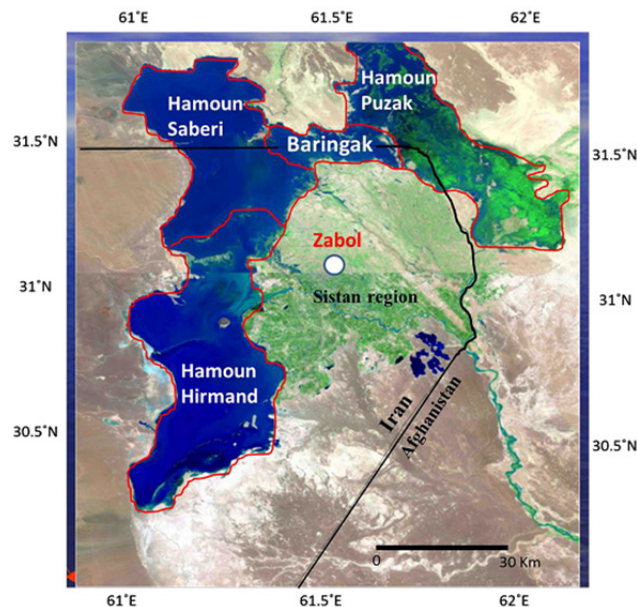 61°E
61.5°E
62°E
Hamoun
Puzak
Hamoun
Saberi
31.5°N
Baringak
31.5°N
Zabol
31°N
Sistan region
31°N
Hamoun
Hirmand
Iran
Afghanistan
30.5°N
30.5°N
0
30 Km
61°E
61.5°E
62°E